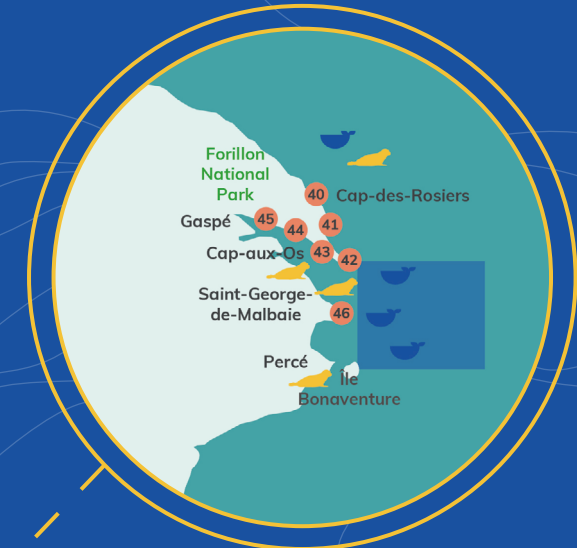 Forillon
National
Park
40 Cap-des-Rosiers
Gaspé 45 44 41
Cap-aux-Os 43 42
Saint-George-
de-Malbaie 46
Percé
Île
Bonaventure